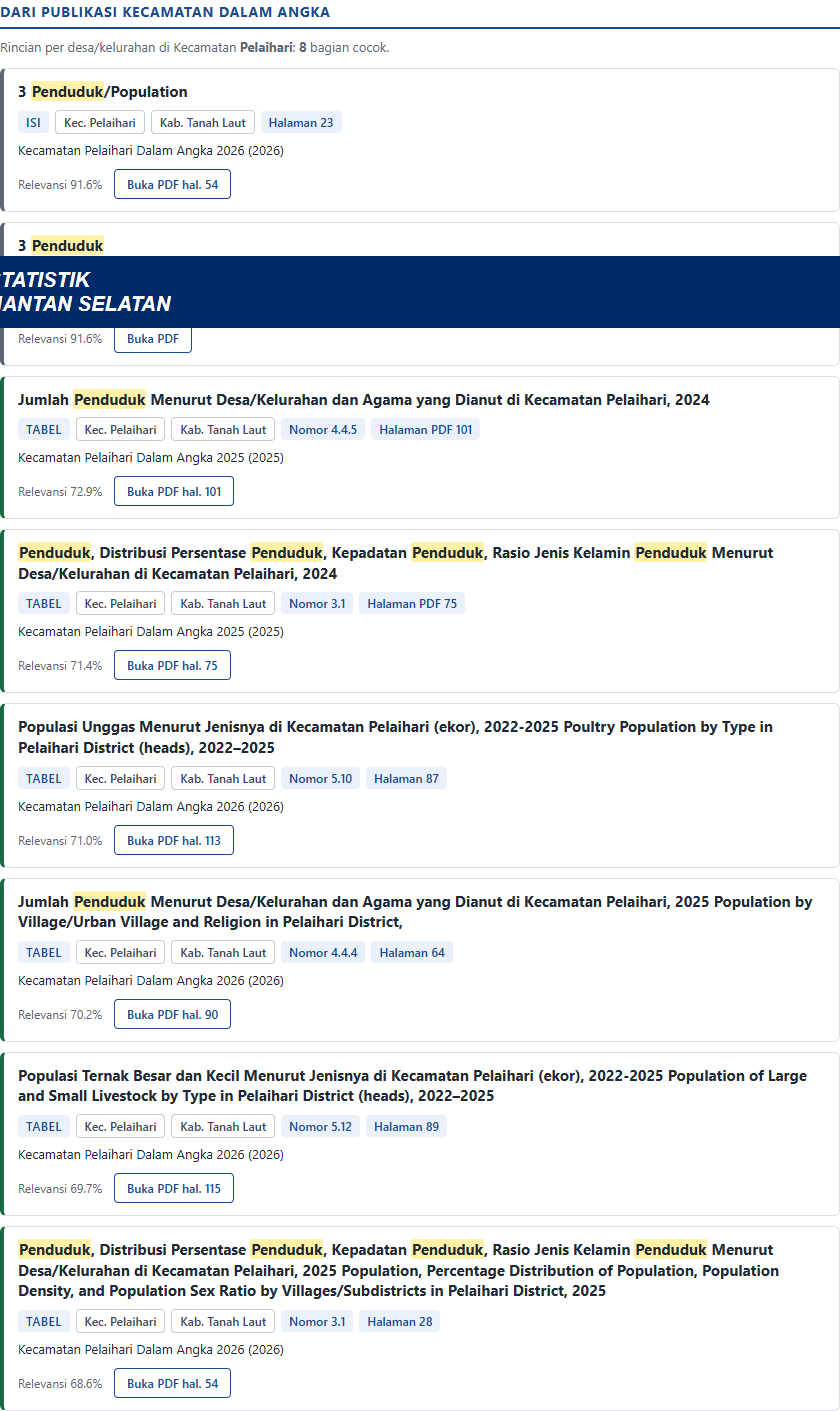 DARI PUBLIKASI KECAMATAN DALAM ANGKA
Rincian per desa/kelurahan di Kecamatan Pelaihari: 8 bagian cocok.
3 Penduduk/Population
ISI Kec. Pelaihari Kab. Tanah Laut Halaman 23
Kecamatan Pelaihari Dalam Angka 2026 (2026)
Relevansi 91.6% Buka PDF hal. 54
3 Penduduk
TATISTIK
ANTAN SELATAN
Relevansi 91.6% Buka PDF
Jumlah Penduduk Menurut Desa/Kelurahan dan Agama yang Dianut di Kecamatan Pelaihari, 2024
TABEL Kec. Pelaihari Kab. Tanah Laut Nomor 4.4.5 Halaman PDF 101
Kecamatan Pelaihari Dalam Angka 2025 (2025)
Relevansi 72.9% Buka PDF hal. 101
Penduduk, Distribusi Persentase Penduduk, Kepadatan Penduduk, Rasio Jenis Kelamin Penduduk Menurut
Desa/Kelurahan di Kecamatan Pelaihari, 2024
TABEL Kec. Pelaihari Kab. Tanah Laut Nomor 3.1 Halaman PDF 75
Kecamatan Pelaihari Dalam Angka 2025 (2025)
Relevansi 71.4% Buka PDF hal. 75
Populasi Unggas Menurut Jenisnya di Kecamatan Pelaihari (ekor), 2022-2025 Poultry Population by Type in
Pelaihari District (heads), 2022–2025
TABEL Kec. Pelaihari Kab. Tanah Laut Nomor 5.10 Halaman 87
Kecamatan Pelaihari Dalam Angka 2026 (2026)
Relevansi 71.0% Buka PDF hal. 113
Jumlah Penduduk Menurut Desa/Kelurahan dan Agama yang Dianut di Kecamatan Pelaihari, 2025 Population by
Village/Urban Village and Religion in Pelaihari District,
TABEL Kec. Pelaihari Kab. Tanah Laut Nomor 4.4.4 Halaman 64
Kecamatan Pelaihari Dalam Angka 2026 (2026)
Relevansi 70.2% Buka PDF hal. 90
Populasi Ternak Besar dan Kecil Menurut Jenisnya di Kecamatan Pelaihari (ekor), 2022-2025 Population of Large
and Small Livestock by Type in Pelaihari District (heads), 2022–2025
TABEL Kec. Pelaihari Kab. Tanah Laut Nomor 5.12 Halaman 89
Kecamatan Pelaihari Dalam Angka 2026 (2026)
Relevansi 69.7% Buka PDF hal. 115
Penduduk, Distribusi Persentase Penduduk, Kepadatan Penduduk, Rasio Jenis Kelamin Penduduk Menurut
Desa/Kelurahan di Kecamatan Pelaihari, 2025 Population, Percentage Distribution of Population, Population
Density, and Population Sex Ratio by Villages/Subdistricts in Pelaihari District, 2025
TABEL Kec. Pelaihari Kab. Tanah Laut Nomor 3.1 Halaman 28
Kecamatan Pelaihari Dalam Angka 2026 (2026)
Relevansi 68.6% Buka PDF hal. 54